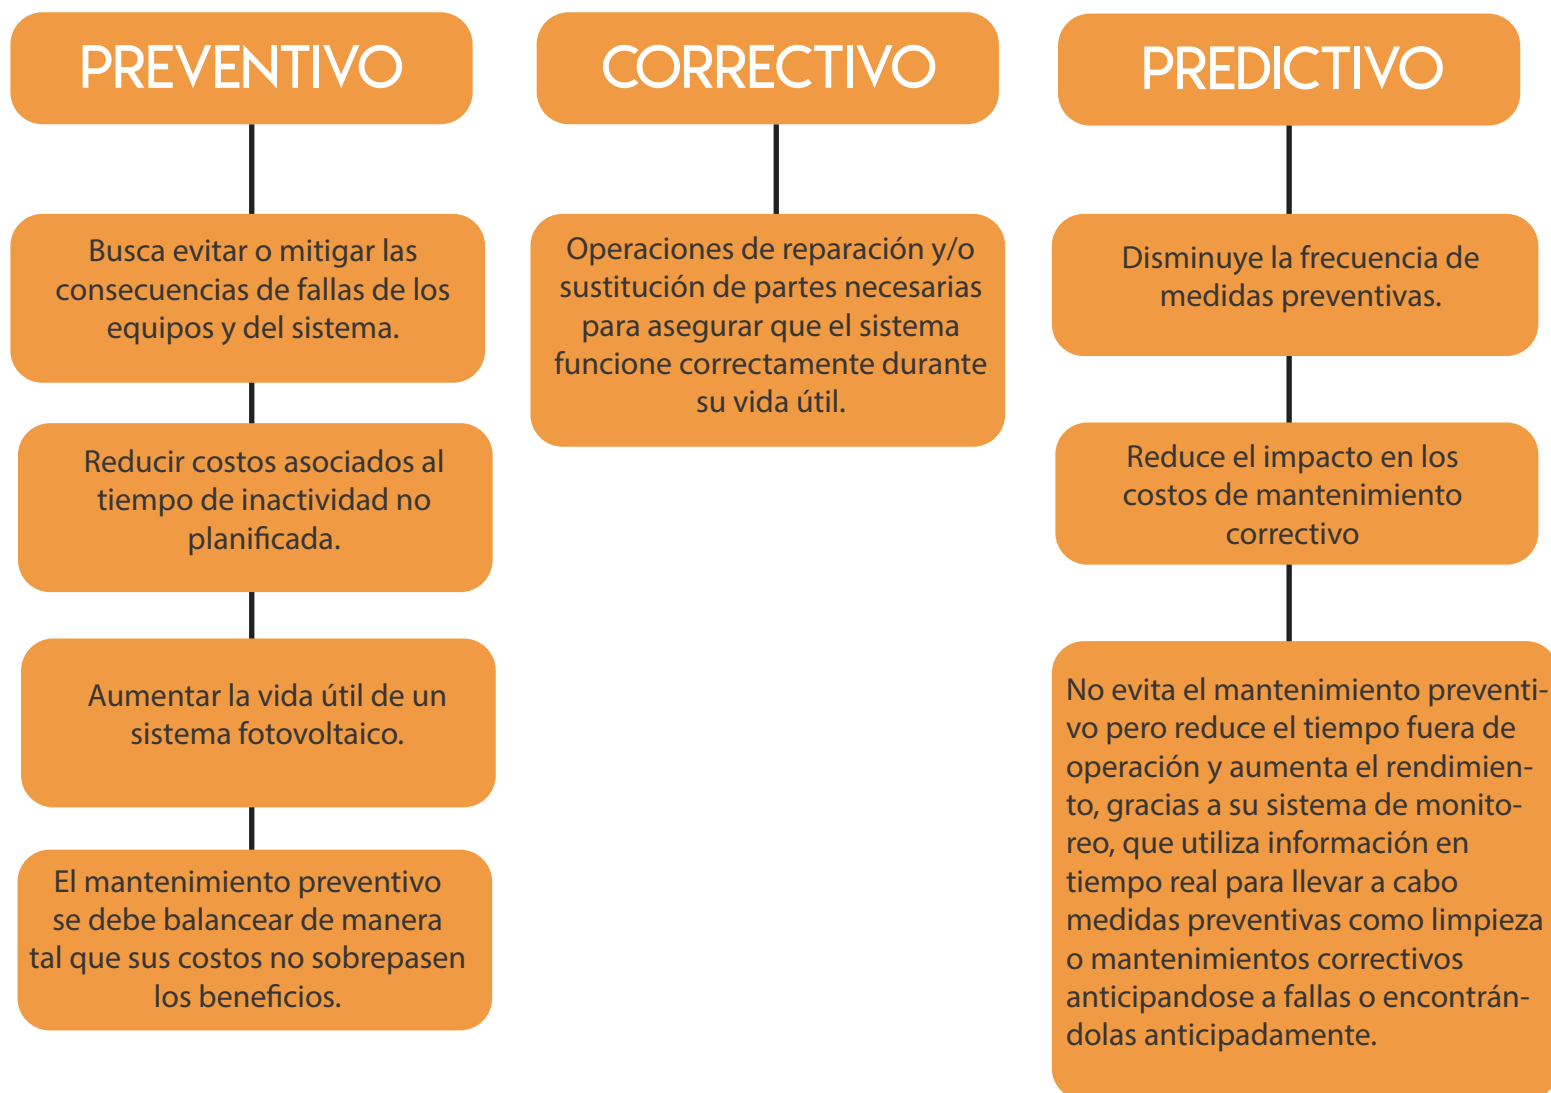 PREVENTIVO
Busca evitar o mitigar las
consecuencias de fallas de los
equipos y del sistema.
Reducir costos asociados al
tiempo de inactividad no
planificada.
Aumentar la vida útil de un
sistema fotovoltaico.
El mantenimiento preventivo
se debe balancear de manera
tal que sus costos no sobrepasen
los beneficios.
CORRECTIVO
Operaciones de reparación y/o
sustitución de partes necesarias
para asegurar que el sistema
funcione correctamente durante
su vida útil.
PREDICTIVO
Disminuye la frecuencia de
medidas preventivas.
Reduce el impacto en los
costos de mantenimiento
correctivo
No evita el mantenimiento preventi-
vo pero reduce el tiempo fuera de
operación y aumenta el rendimien-
to, gracias a su sistema de monito-
reo, que utiliza información en
tiempo real para llevar a cabo
medidas preventivas como limpieza
o mantenimientos correctivos
anticipandose a fallas o encontrán-
dolas anticipadamente.